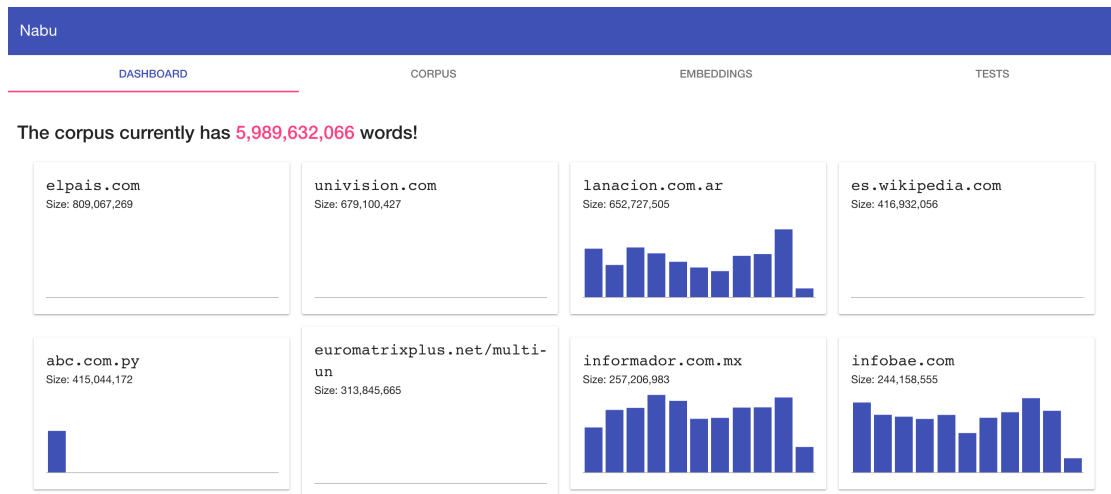 Nabu
DASHBOARD
CORPUS
EMBEDDINGS
TESTS
The corpus currently has 5,989,632,066 words!
elpais.com
Size: 809,067,269
univision.com
Size: 679,100,427
lanacion.com.ar
Size: 652,727,505
es.wikipedia.com
Size: 416,932,056
abc.com.py
Size: 415,044,172
euromatrixplus.net/multi-
un
Size: 313,845,665
informador.com.mx
Size: 257,206,983
infobae.com
Size: 244,158,555